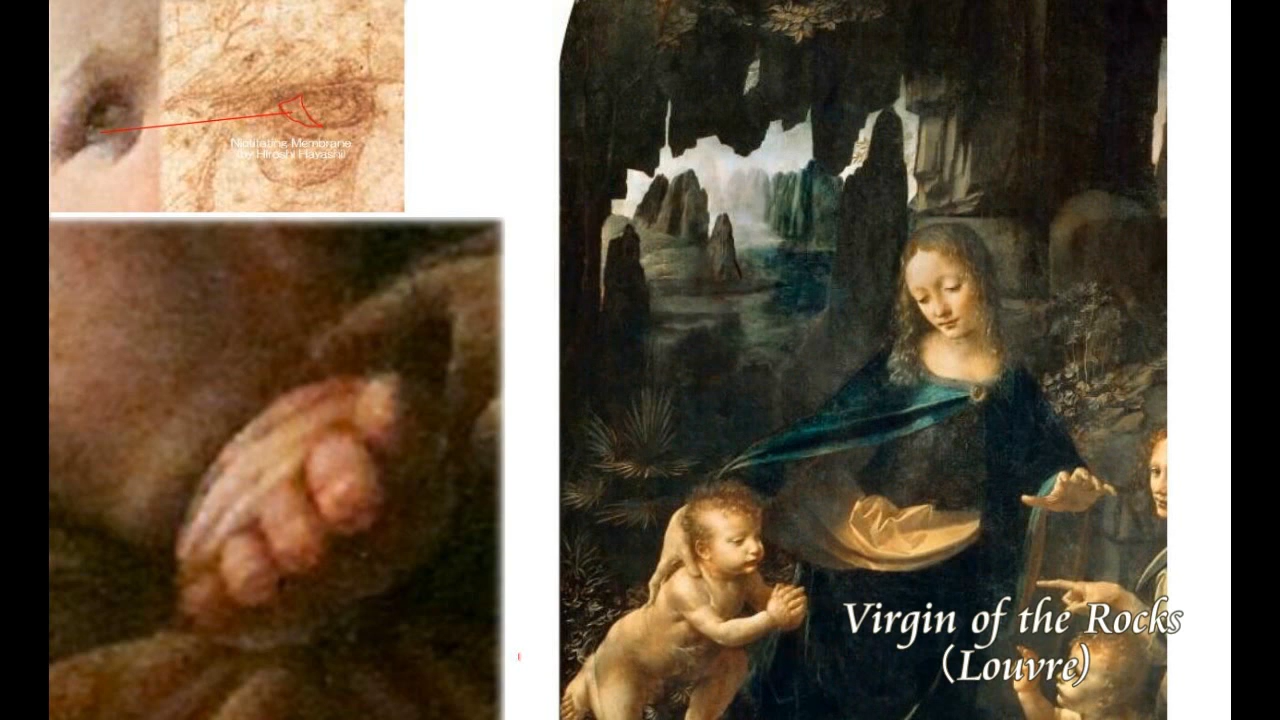 Nictitating Membrane
(by Hiroshi Hayashi)
Virgin of the Rocks
(Louvre)